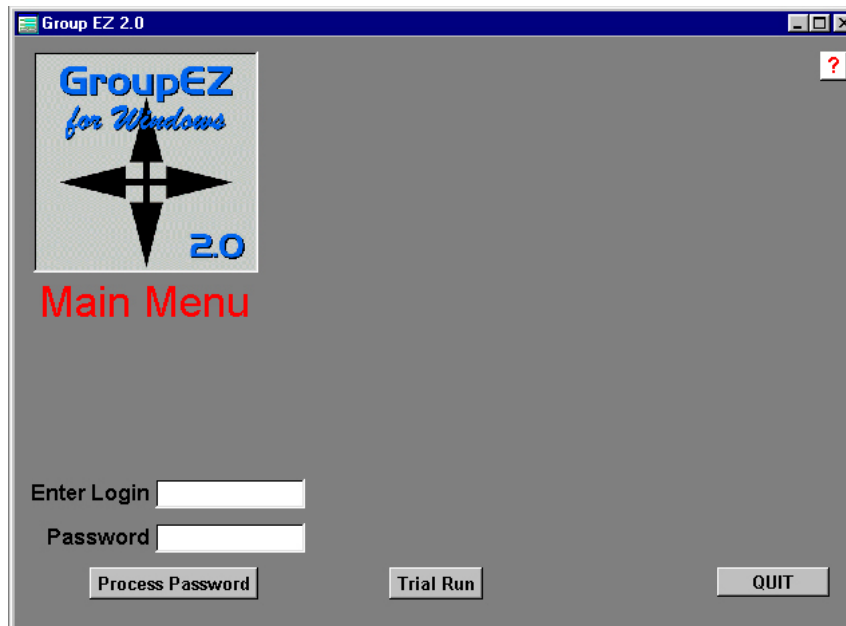 Group EZ 2.0
?
GroupEZ
for Windows
2.0
Main Menu
Enter Login
Password
Process Password
Trial Run
QUIT